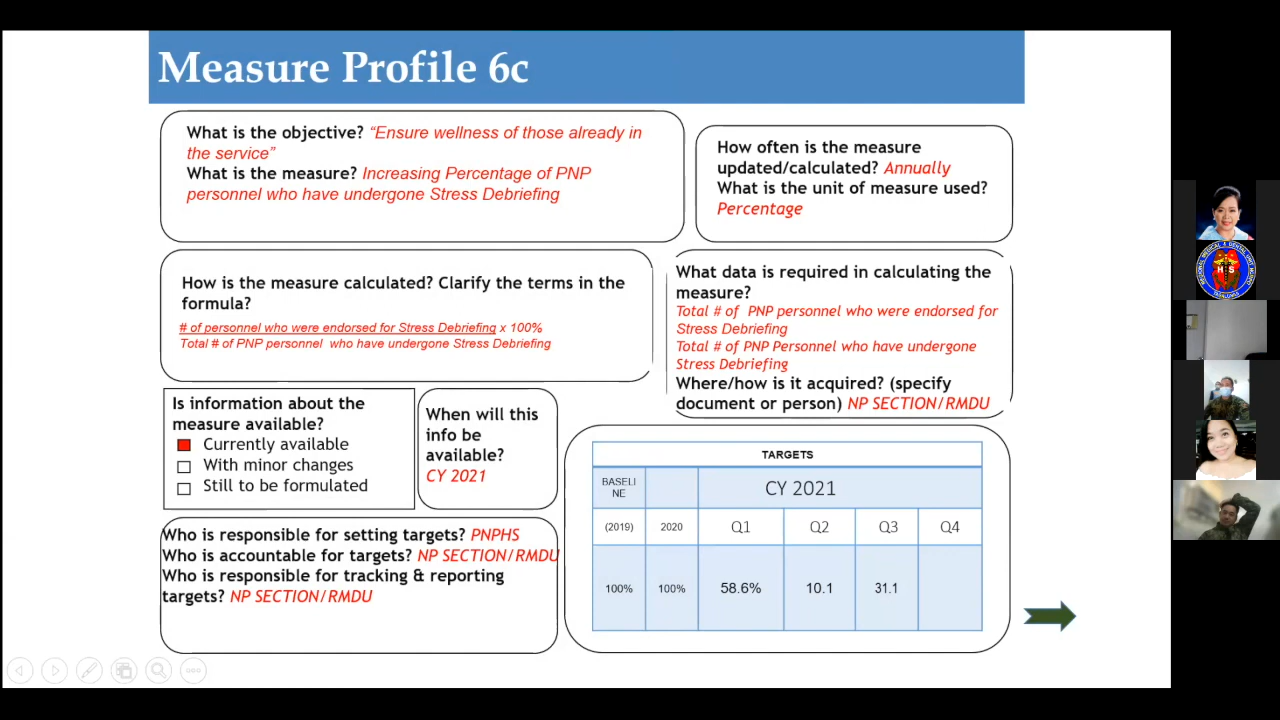 Measure Profile 6c
What is the objective? “Ensure wellness of those already in
the service”
What is the measure? Increasing Percentage of PNP
personnel who have undergone Stress Debriefing
How often is the measure
updated/calculated? Annually
What is the unit of measure used?
Percentage
How is the measure calculated? Clarify the terms in the
formula?
# of personnel who were endorsed for Stress Debriefing x 100%
Total # of PNP personnel who have undergone Stress Debriefing
What data is required in calculating the
measure?
Total # of PNP personnel who were endorsed for
Stress Debriefing
Total # of PNP Personnel who have undergone
Stress Debriefing
Where/how is it acquired? (specify
document or person) NP SECTION/RMDU
Is information about the
measure available?
Currently available
With minor changes
Still to be formulated
When will this
info be
available?
CY 2021
Who is responsible for setting targets? PNPHS
Who is accountable for targets? NP SECTION/RMDU
Who is responsible for tracking & reporting
targets? NP SECTION/RMDU
TARGETS
BASELI
NE
CY 2021
(2019) 2020 Q1 Q2 Q3 Q4
100% 100% 58.6% 10.1 31.1